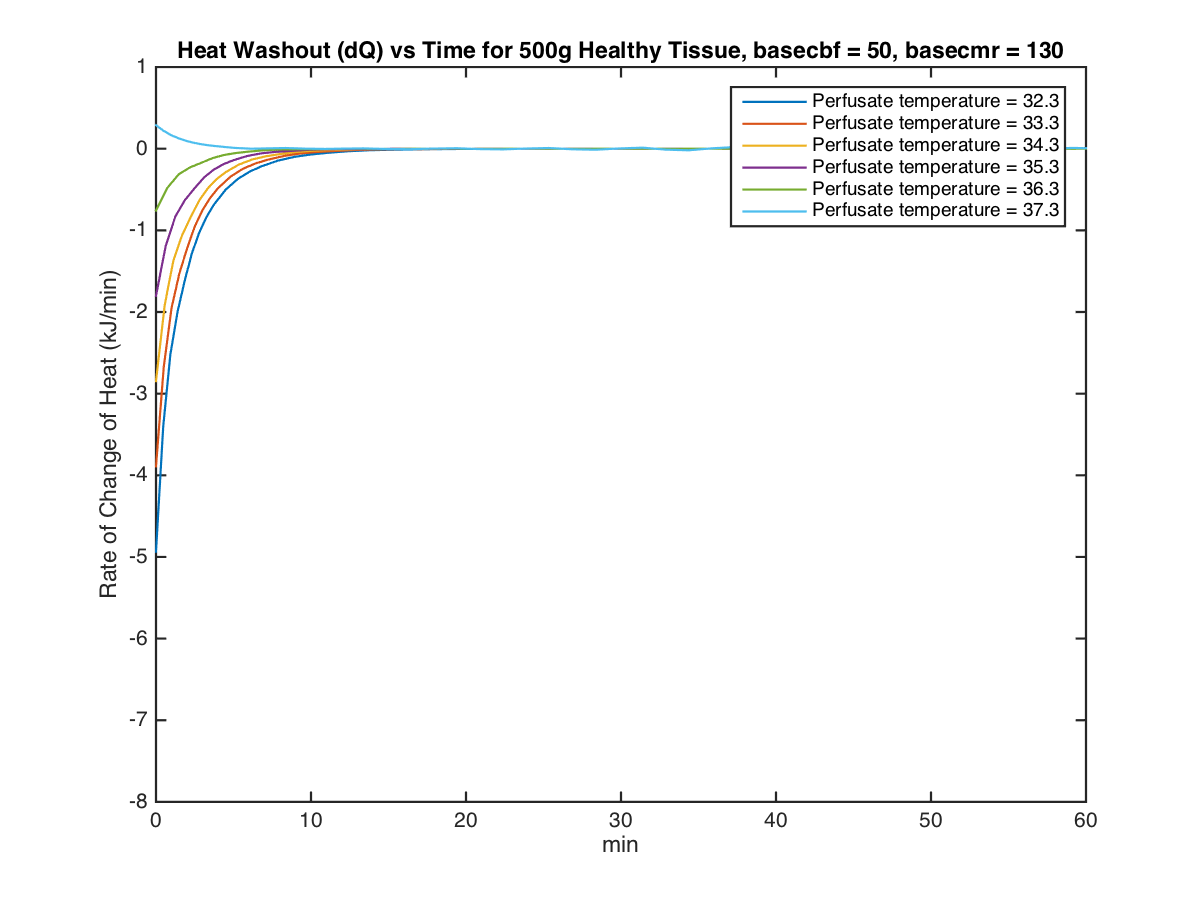 Heat Washout (dQ) vs Time for 500g Healthy Tissue, basecbf = 50, basecmr = 130
Perfusate temperature = 32.3
Perfusate temperature = 33.3
Perfusate temperature = 34.3
Perfusate temperature = 35.3
Perfusate temperature = 36.3
Perfusate temperature = 37.3
Rate of Change of Heat (kJ/min)
1
0
-1
-2
-3
-4
-5
-6
-7
-8
0 10 20 30 40 50 60
min